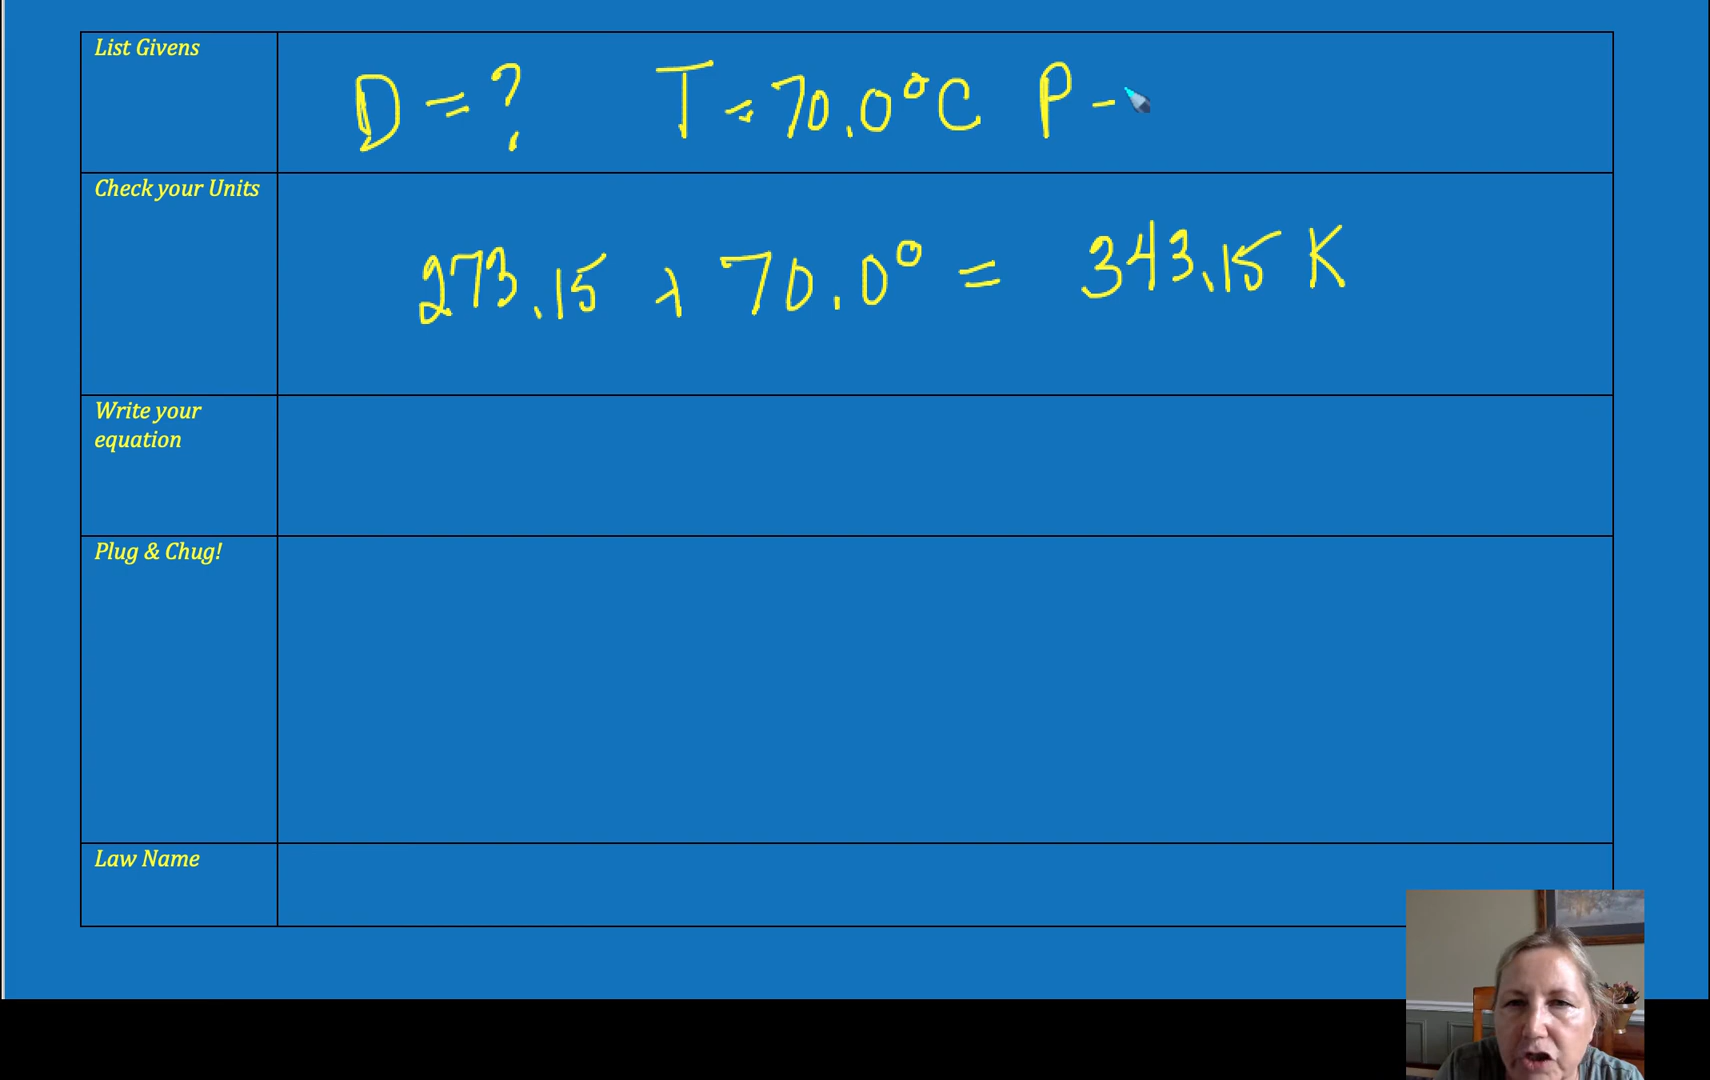 List Givens
D = ? T = 70.0°C P -
Check your Units
273.15 + 70.0° = 343.15 K
Write your
equation
Plug & Chug!
Law Name